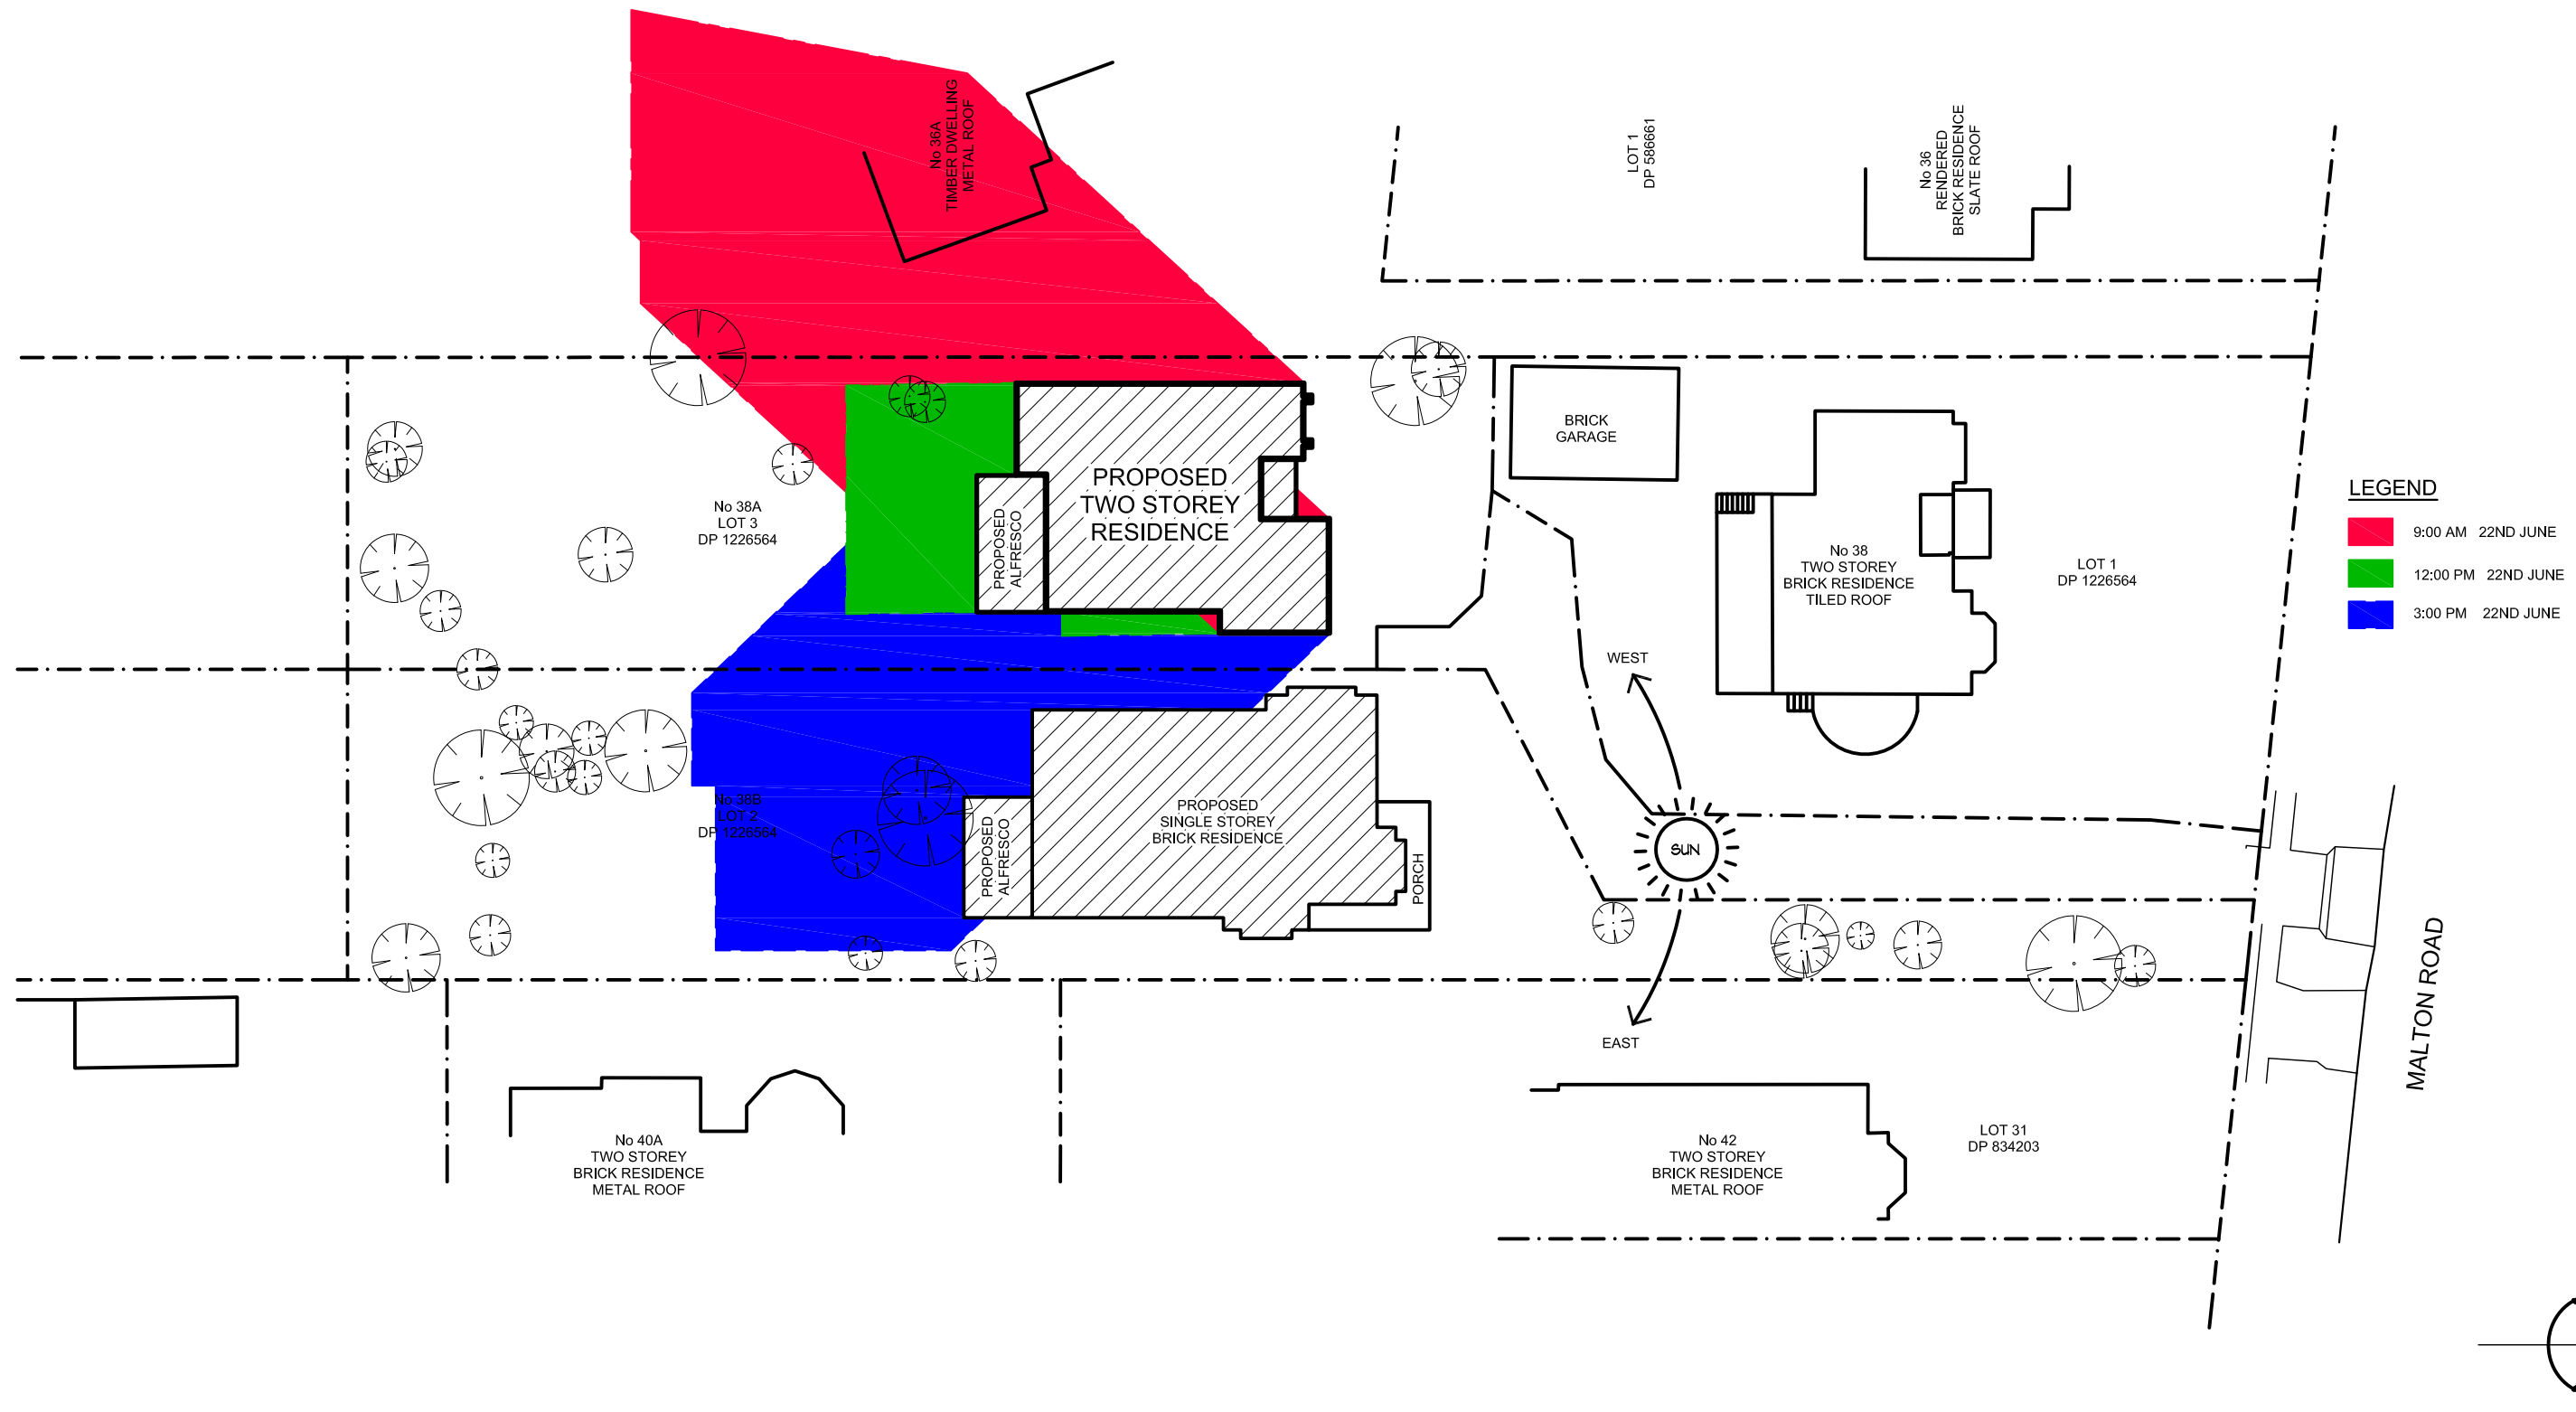 No 36A
TIMBER DWELLING
METAL ROOF
LOT 1
DP 586661
No 36
RENDERED
BRICK RESIDENCE
SLATE ROOF
BRICK
GARAGE
PROPOSED
TWO STOREY
RESIDENCE
PROPOSED
ALFRESCO
No 38A
LOT 3
DP 1226564
No 38
TWO STOREY
BRICK RESIDENCE
TILED ROOF
LOT 1
DP 1226564
LEGEND
9:00 AM 22ND JUNE
12:00 PM 22ND JUNE
3:00 PM 22ND JUNE
WEST
SUN
EAST
No 38B
LOT 2
DP 1226564
PROPOSED
ALFRESCO
PROPOSED
SINGLE STOREY
BRICK RESIDENCE
PORCH
MALTON ROAD
No 40A
TWO STOREY
BRICK RESIDENCE
METAL ROOF
No 42
TWO STOREY
BRICK RESIDENCE
METAL ROOF
LOT 31
DP 834203